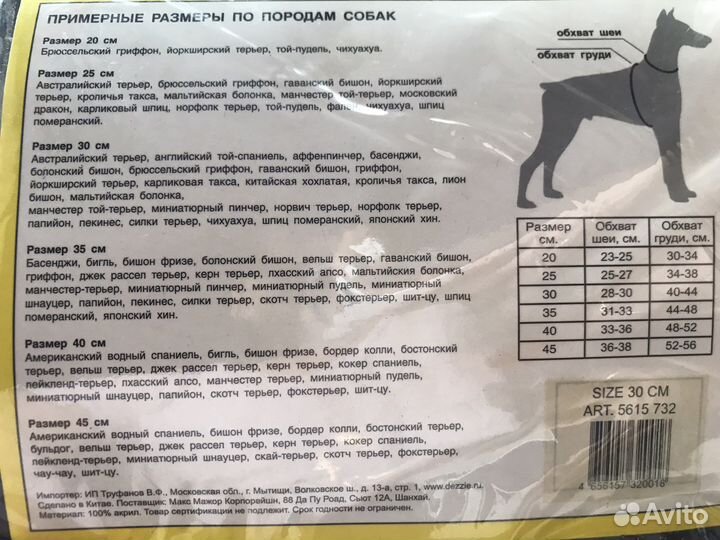 ПРИМЕРНЫЕ РАЗМЕРЫ ПО ПОРОДАМ СОБАК
Размер 20 см
Брюссельский гриффон, йоркширский терьер, той-пудель, чихуахуа.
Размер 25 см
Австралийский терьер, брюссельский гриффон, гаванский бишон, йоркширский
терьер, кроличья такса, мальтийская болонка, манчестер той-терьер, московский
дракон, карликовый шпиц, норфолк терьер, той-пудель, фален, чихуахуа, шпиц
померанский.
Размер 30 см
Австралийский терьер, английский той-спаниель, аффенпинчер, басенджи,
болонский бишон, брюссельский гриффон, гаванский бишон, гриффон,
йоркширский терьер, карликовая такса, китайская хохлатая, кроличья такса, лион
бишон, мальтийская болонка,
манчестер той-терьер, миниатюрный пинчер, норвич терьер, норфолк терьер,
папийон, пекинес, силки терьер, чихуахуа, шпиц померанский, японский хин.
Размер 35 см
Басенджи, бигль, бишон фризе, болонский бишон, вельш терьер, гаванский бишон,
гриффон, джек рассел терьер, керн терьер, лхасский апсо, мальтийская болонка,
манчестер-терьер, миниатюрный пинчер, миниатюрный пудель, миниатюрный
шнауцер, папийон, пекинес, силки терьер, скотч терьер, фокстерьер, шит-цу, шпиц
померанский, японский хин.
Размер 40 см
Американский водный спаниель, бигль, бишон фризе, бордер колли, бостонский
терьер, вельш терьер, джек рассел терьер, керн терьер, кокер спаниель,
лейкленд-терьер, лхасский апсо, манчестер терьер, миниатюрный пудель,
миниатюрный шнауцер, папийон, скотч терьер, фокстерьер, шит-цу.
Размер 45 см
Американский водный спаниель, бишон фризе, бордер колли, бостонский терьер,
бульдог, вельш терьер, джек рассел терьер, керн терьер, кокер спаниель,
лейкленд-терьер, миниатюрный шнауцер, скай-терьер, скотч терьер, фокстерьер,
чау-чау, шит-цу.
Импортер: ИП Труфанов В.Ф., Московская обл., г. Мытищи, Волковское ш., д. 13-а, стр. 1, www.dezzie.ru
Сделано в Китае. Поставщик: Макс Мажор Корпорейшн, 88 Да Пу Роад, Сьют 12А, Шанхай.
Материал: 100% акрил. Товар сертификации не подлежит. Срок годности не ограничен.
обхват шеи
обхват груди
Размер см. Обхват шеи, см. Обхват груди, см.
20 23-25 30-34
25 25-27 34-38
30 28-30 40-44
35 31-33 44-48
40 33-36 48-52
45 36-38 52-56
SIZE 30 CM
ART. 5615 732
4 656157 320018
Avito